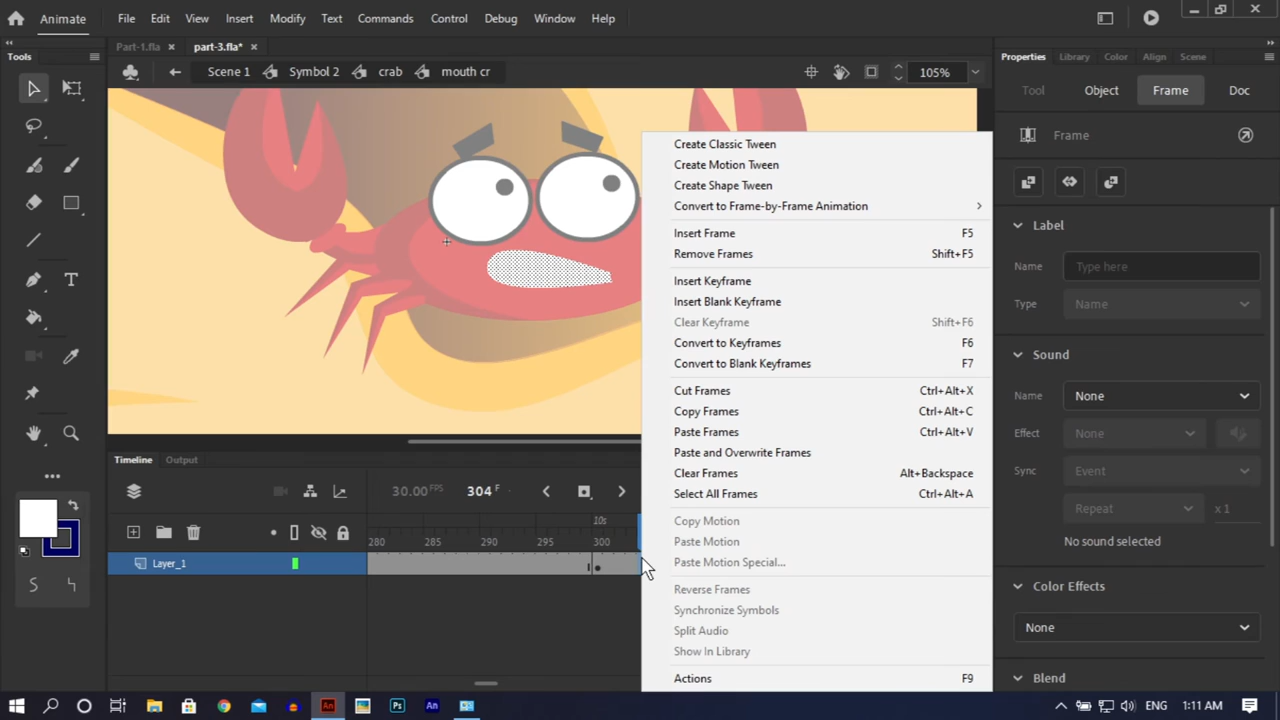 Animate File Edit View Insert Modify Text Commands Control Debug Window Help
Tools Part-1.fla part-3.fla* Properties Library Color Align Scene
Scene 1 Symbol 2 crab mouth cr 105%
Tool Object Frame Doc
Frame
Label
Name Type here
Type Name
Sound
Name None
Effect None
Sync Event
Repeat x 1
No sound selected
Color Effects
None
Blend
Create Classic Tween
Create Motion Tween
Create Shape Tween
Convert to Frame-by-Frame Animation
Insert Frame F5
Remove Frames Shift+F5
Insert Keyframe
Insert Blank Keyframe
Clear Keyframe Shift+F6
Convert to Keyframes F6
Convert to Blank Keyframes F7
Cut Frames Ctrl+Alt+X
Copy Frames Ctrl+Alt+C
Paste Frames Ctrl+Alt+V
Paste and Overwrite Frames
Clear Frames Alt+Backspace
Select All Frames Ctrl+Alt+A
Copy Motion
Paste Motion
Paste Motion Special...
Reverse Frames
Synchronize Symbols
Split Audio
Show In Library
Actions F9
Timeline Output
30.00 FPS 304 F
10s
280 285 290 295 300
Layer_1
ENG 1:11 AM